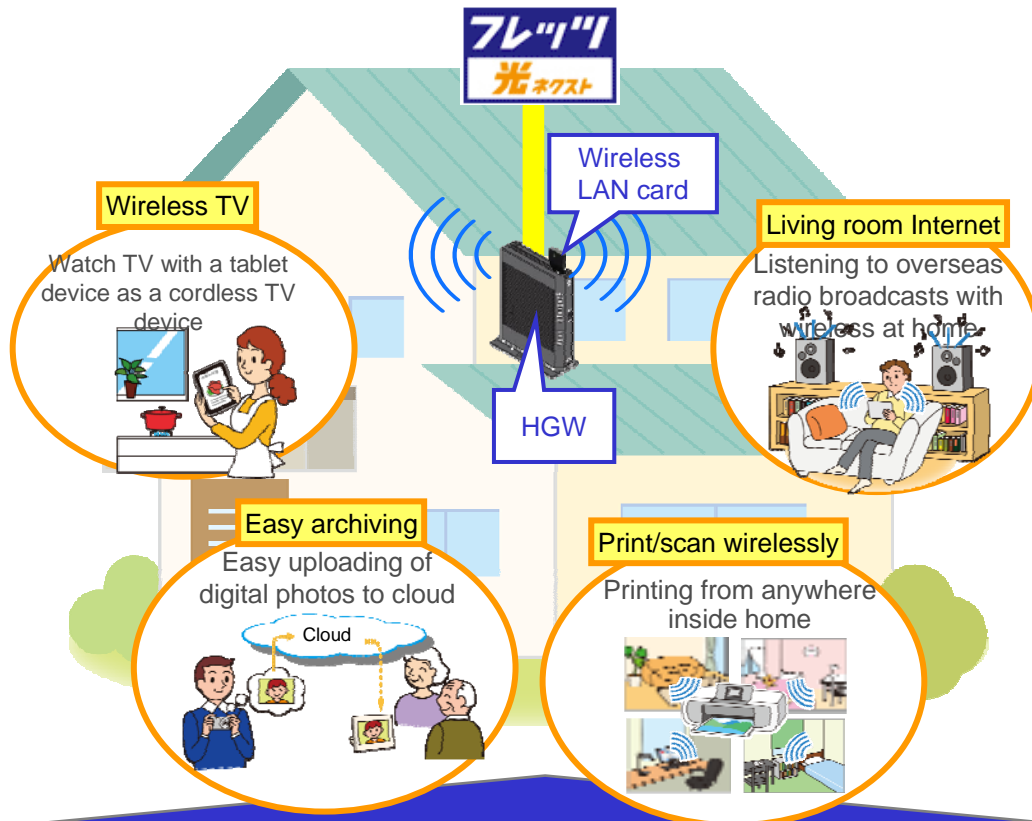 フレッツ
光ネクスト
Wireless
LAN card
Wireless TV
Watch TV with a tablet
device as a cordless TV
device
Living room Internet
Listening to overseas
radio broadcasts with
wireless at home
HGW
Easy archiving
Easy uploading of
digital photos to cloud
Cloud
Print/scan wirelessly
Printing from anywhere
inside home